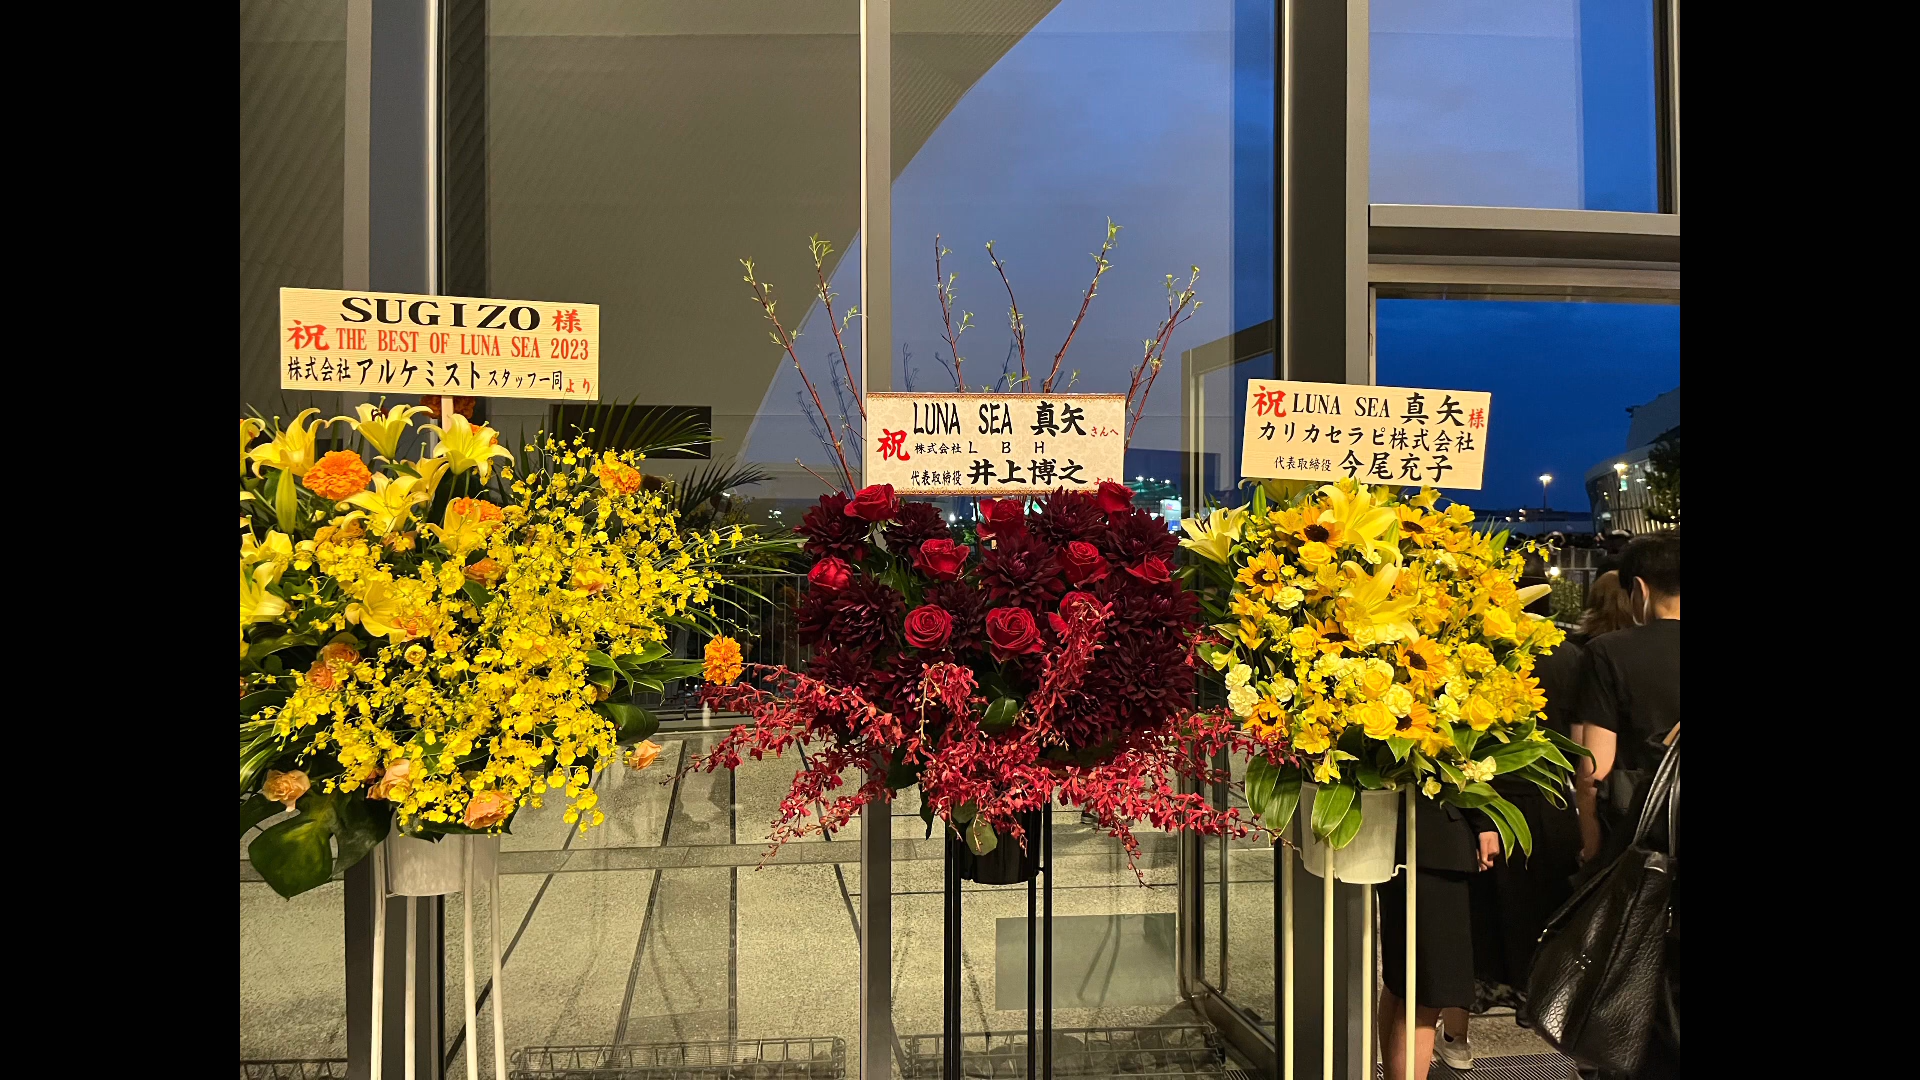 SUGIZO 様
祝 THE BEST OF LUNA SEA 2023
株式会社 アルケミスト スタッフ一同より
LUNA SEA 真矢さんへ
祝 株式会社 LBH
代表取締役 井上博之より
祝 LUNA SEA 真矢様
カリカセラピ株式会社
代表取締役 今尾充子